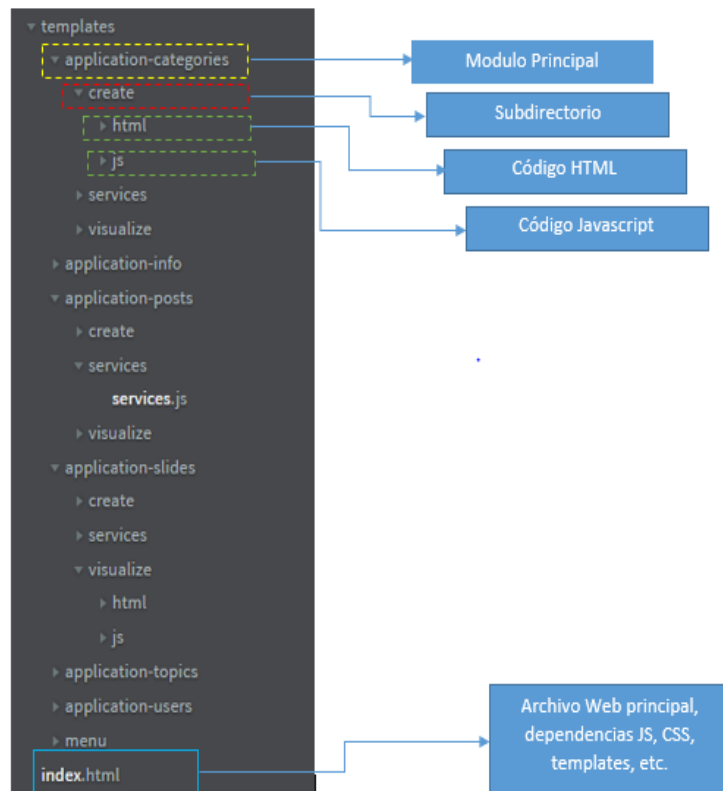 templates
application-categories
Modulo Principal
create
Subdirectorio
html
Código HTML
js
Código Javascript
services
visualize
application-info
application-posts
create
services
services.js
visualize
application-slides
create
services
visualize
html
js
application-topics
application-users
menu
index.html
Archivo Web principal,
dependencias JS, CSS,
templates, etc.